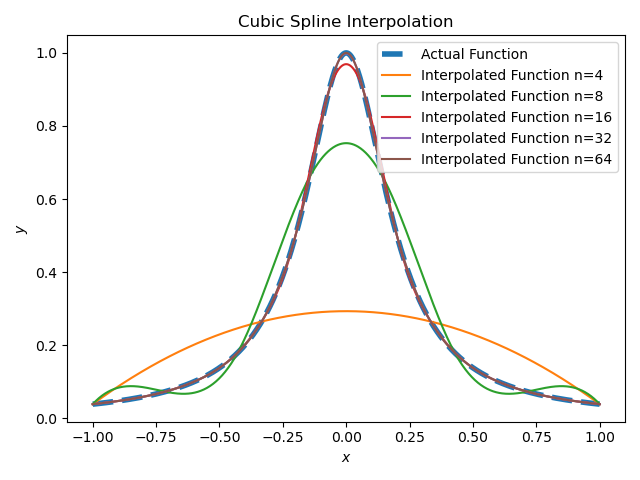 Cubic Spline Interpolation
Actual Function
Interpolated Function n=4
Interpolated Function n=8
Interpolated Function n=16
Interpolated Function n=32
Interpolated Function n=64
1.0
0.8
0.6
0.4
0.2
0.0
y
−1.00 −0.75 −0.50 −0.25 0.00 0.25 0.50 0.75 1.00
x